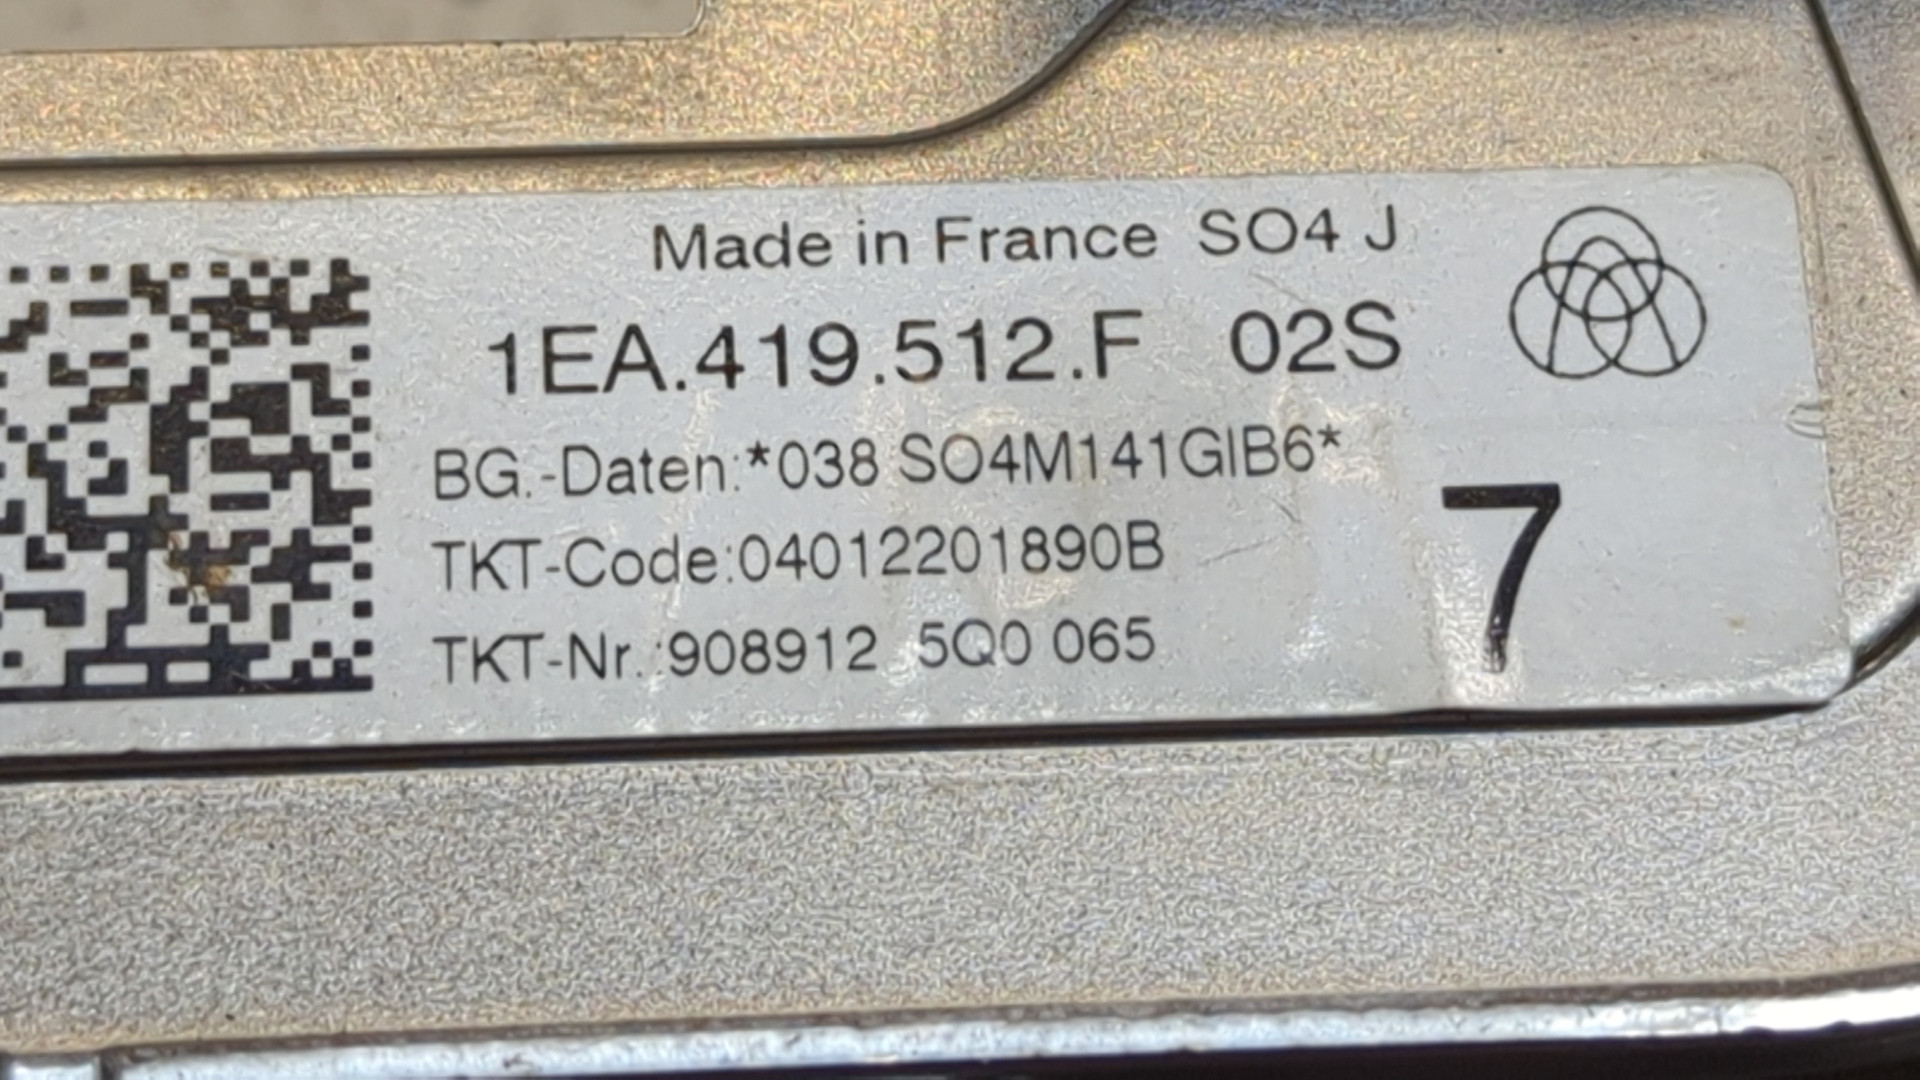 Made in France SO4 J
1EA.419.512.F 02S
BG.-Daten:*038 SO4M141GIB6*
TKT-Code:04012201890B
TKT-Nr.:908912 5Q0 065
7